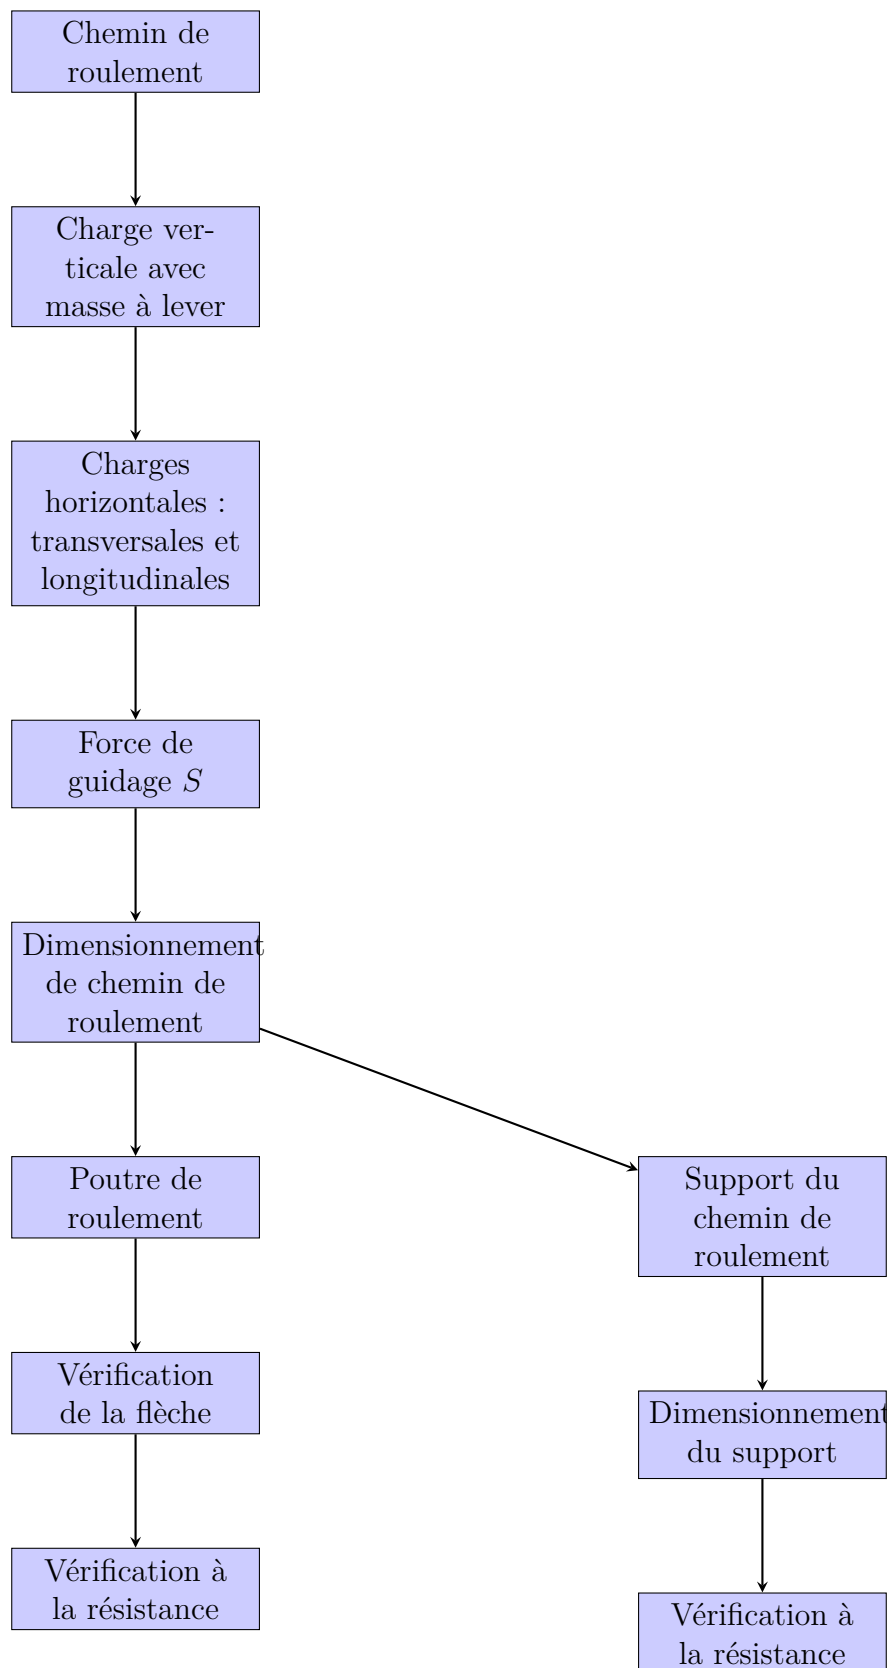 Chemin de
roulement
Charge ver-
ticale avec
masse à lever
Charges
horizontales :
transversales et
longitudinales
Force de
guidage S
Dimensionnement
de chemin de
roulement
Poutre de
roulement
Vérification
de la flèche
Vérification à
la résistance
Support du
chemin de
roulement
Dimensionnement
du support
Vérification à
la résistance